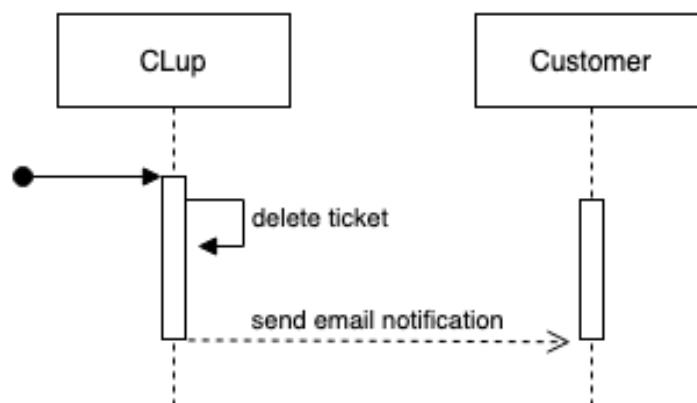 CLup
Customer
delete ticket
send email notification